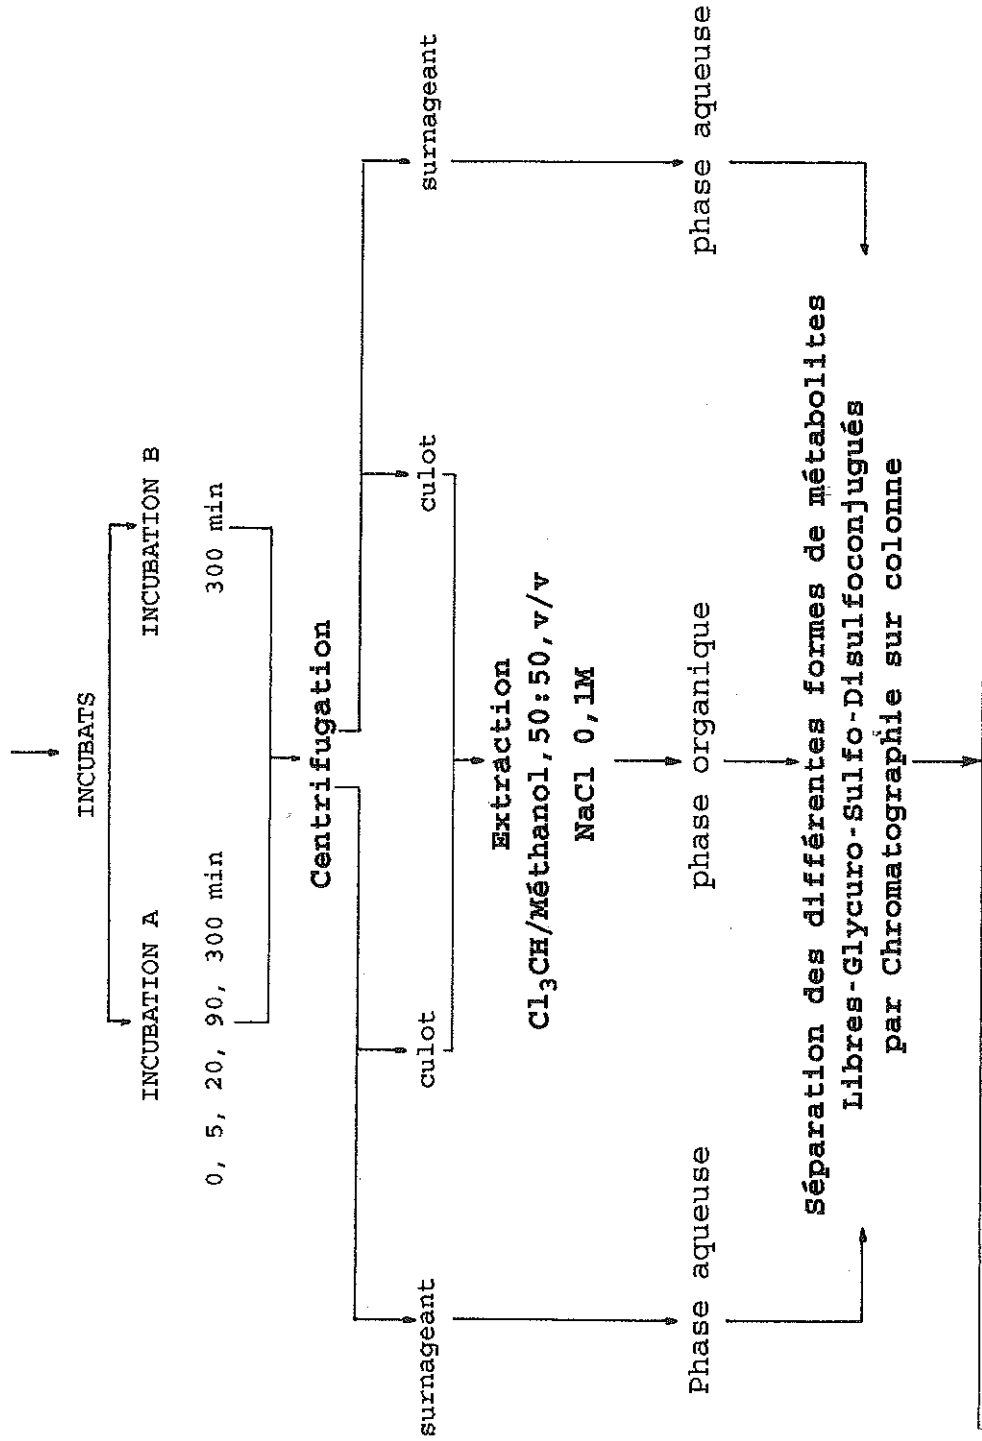 INCUBATS
INCUBATION A
INCUBATION B
0, 5, 20, 90, 300 min
300 min
Centrifugation
surnageant
culot
culot
surnageant
Extraction
Cl₃CH/Méthanol,50:50,v/v
NaCl 0,1M
Phase aqueuse
phase organique
phase aqueuse
Séparation des différentes formes de métabolites
Libres-Glycuro-Sulfo-Disulfoconjugués
par Chromatographie sur colonne